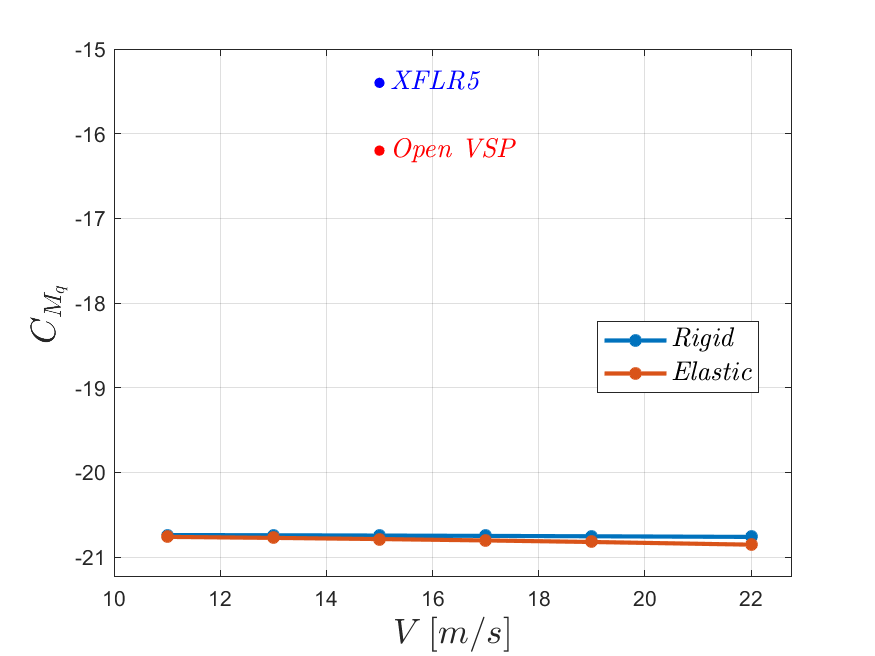 -15
XFLR5
-16
Open VSP
-17
-18
C_{M_q}
Rigid
-19
Elastic
-20
-21
10 12 14 16 18 20 22
V [m/s]